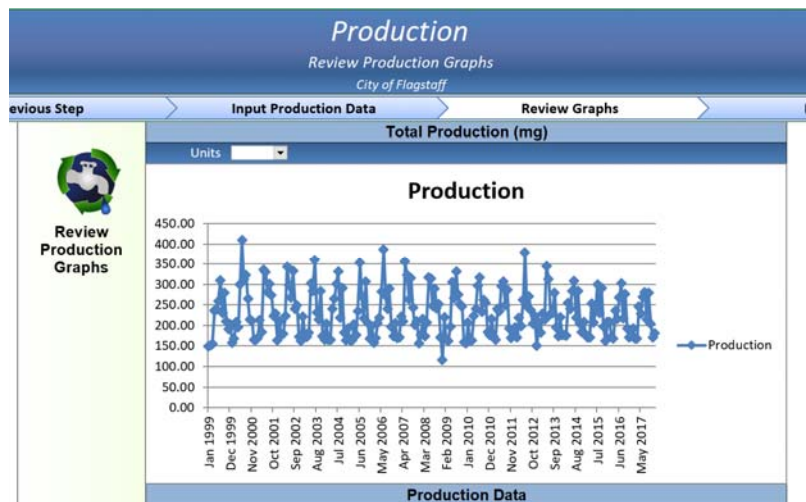 Production
Review Production Graphs
City of Flagstaff
evious Step
Input Production Data
Review Graphs
Total Production (mg)
Units
Review
Production
Graphs
Production
450.00
400.00
350.00
300.00
250.00
200.00
150.00
100.00
50.00
0.00
Production
Jan 1999
Dec 1999
Nov 2000
Oct 2001
Sep 2002
Aug 2003
Jul 2004
Jun 2005
May 2006
Apr 2007
Mar 2008
Feb 2009
Jan 2010
Dec 2010
Nov 2011
Oct 2012
Sep 2013
Aug 2014
Jul 2015
Jun 2016
May 2017
Production Data